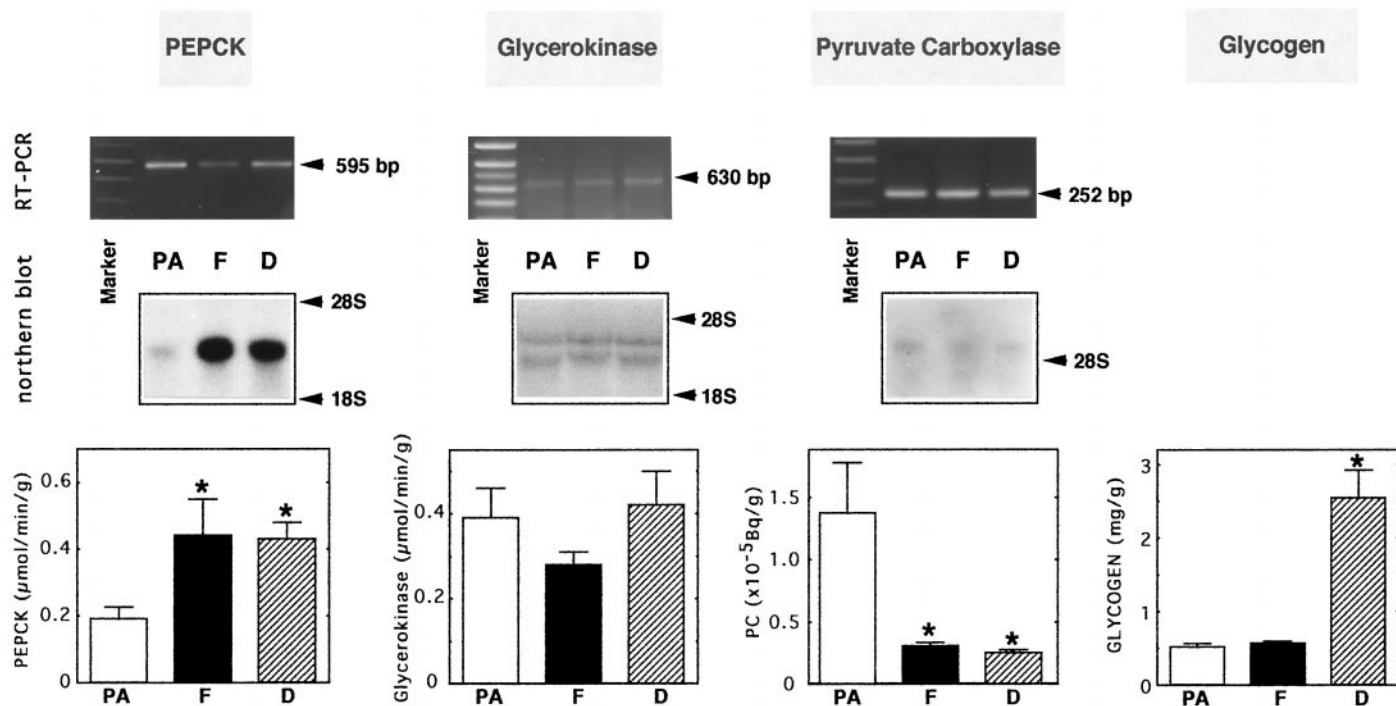 PEPCK
Glycerokinase
Pyruvate Carboxylase
Glycogen
RT-PCR
595 bp
630 bp
252 bp
Marker
PA F D
Marker
PA F D
Marker
PA F D
northern blot
28S
18S
28S
18S
28S
PEPCK (µmol/min/g)
0.6
0.4
0.2
0
*
*
PA F D
Glycerokinase (µmol/min/g)
0.4
0.2
0
PA F D
PC (x10⁻⁵Bq/g)
1.5
1.0
0.5
0
*
*
PA F D
GLYCOGEN (mg/g)
3
2
1
0
*
PA F D